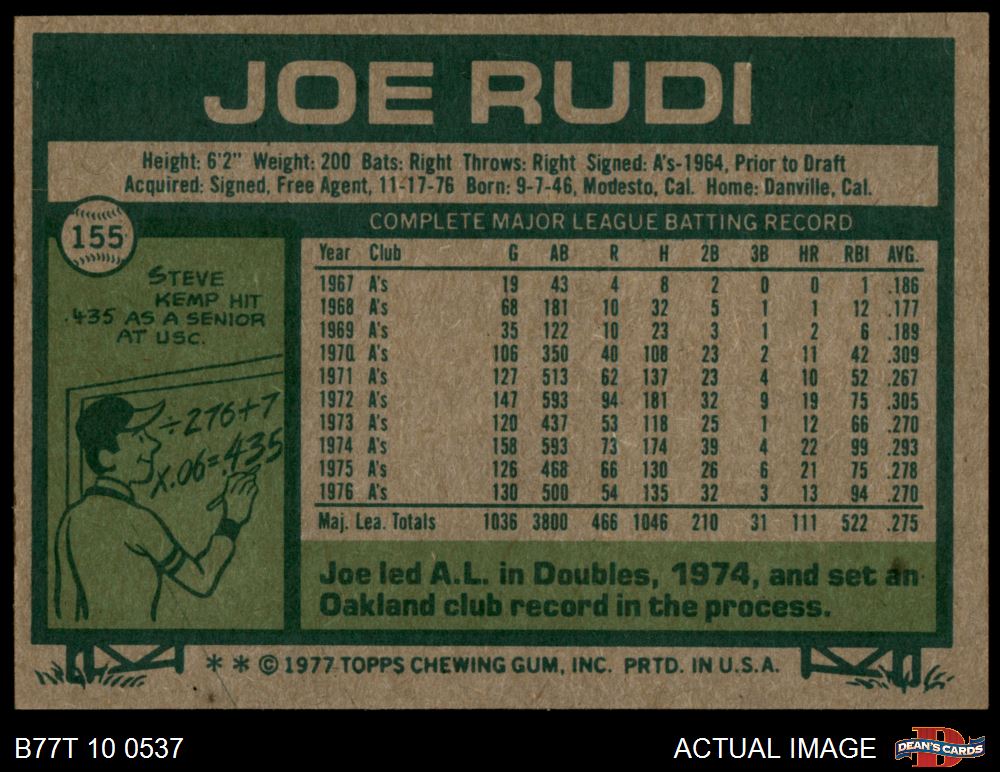 JOE RUDI
Height: 6'2" Weight: 200 Bats: Right Throws: Right Signed: A's-1964, Prior to Draft
Acquired: Signed, Free Agent, 11-17-76 Born: 9-7-46, Modesto, Cal. Home: Danville, Cal.
155
STEVE
KEMP HIT
.435 AS A SENIOR
AT USC.
÷276+7
X.06=.435
COMPLETE MAJOR LEAGUE BATTING RECORD
Year Club G AB R H 2B 3B HR RBI AVG.
1967 A's 19 43 4 8 2 0 0 1 .186
1968 A's 68 181 10 32 5 1 1 12 .177
1969 A's 35 122 10 23 3 1 2 6 .189
1970 A's 106 350 40 108 23 2 11 42 .309
1971 A's 127 513 62 137 23 4 10 52 .267
1972 A's 147 593 94 181 32 9 19 75 .305
1973 A's 120 437 53 118 25 1 12 66 .270
1974 A's 158 593 73 174 39 4 22 99 .293
1975 A's 126 468 66 130 26 6 21 75 .278
1976 A's 130 500 54 135 32 3 13 94 .270
Maj. Lea. Totals 1036 3800 466 1046 210 31 111 522 .275
Joe led A.L. in Doubles, 1974, and set an
Oakland club record in the process.
* * © 1977 TOPPS CHEWING GUM, INC. PRTD. IN U.S.A.
B77T 10 0537
ACTUAL IMAGE
D
DEAN'S CARDS